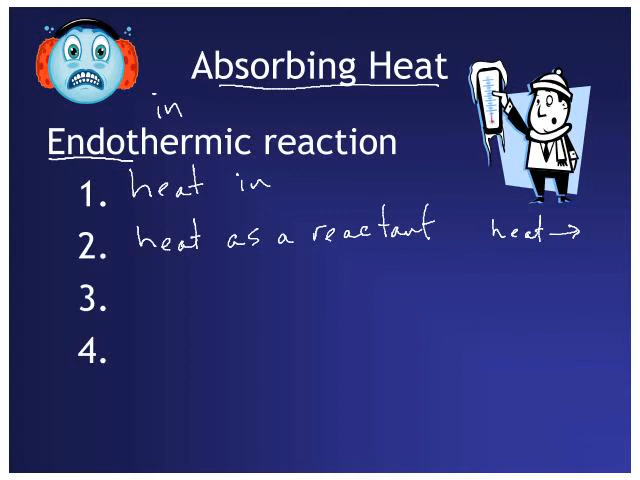 Absorbing Heat
in
Endothermic reaction
1. heat in
2. heat as a reactant heat →
3.
4.